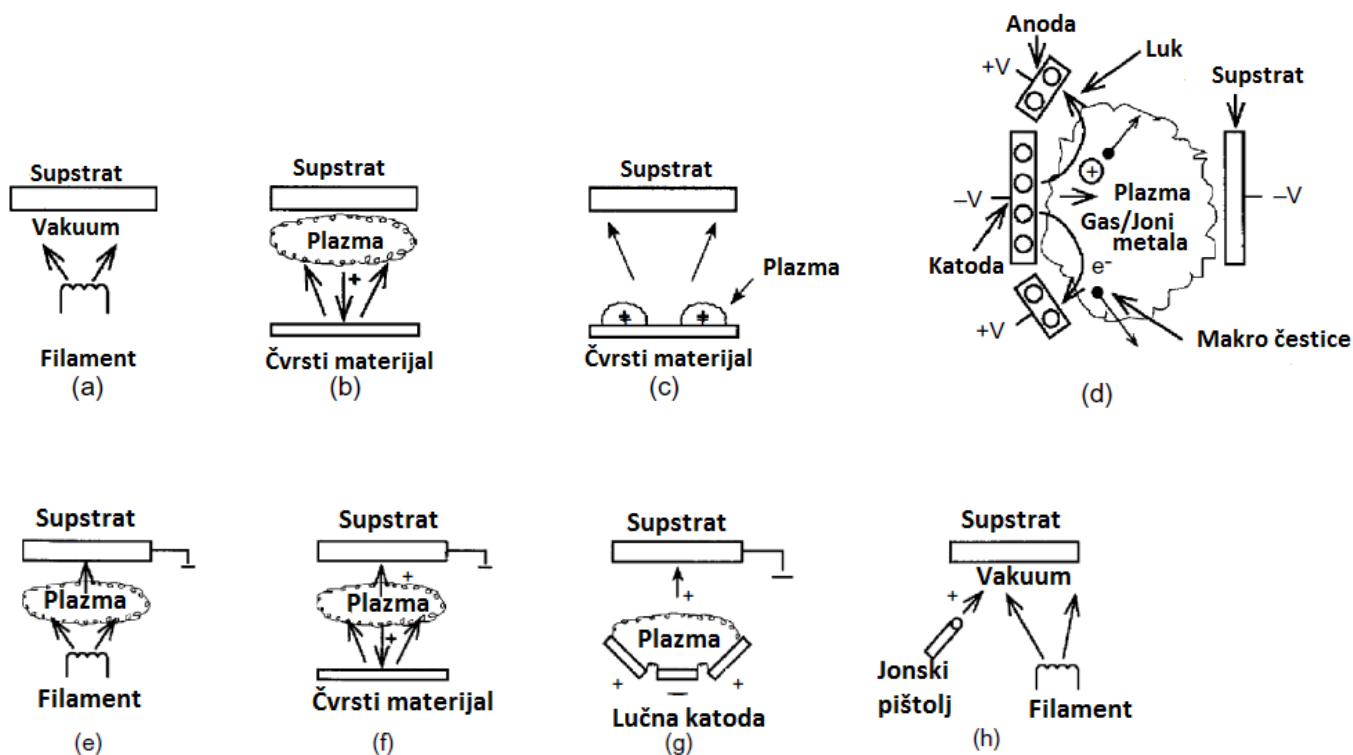 Supstrat
Vakuum
Filament
(a)
Supstrat
Plazma
+
Čvrsti materijal
(b)
Supstrat
Plazma
+
+
Čvrsti materijal
(c)
Anoda
+V
Luk
Supstrat
+
Plazma
–V
Gas/Joni
metala
–V
Katoda
e-
+V
Makro čestice
(d)
Supstrat
Plazma
Filament
(e)
Supstrat
+
Plazma
+
Čvrsti materijal
(f)
Supstrat
+
Plazma
+
–
+
Lučna katoda
(g)
Supstrat
Vakuum
+
Jonski
pištolj
Filament
(h)